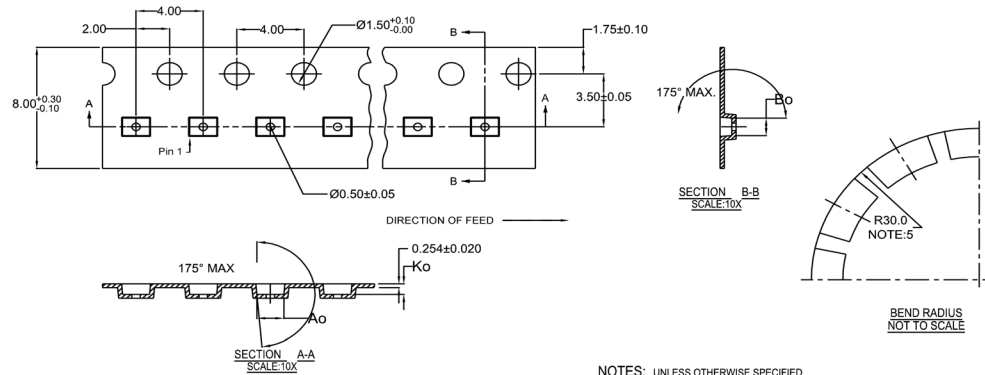 4.00
2.00
4.00
Ø1.50+0.10
-0.00
B
1.75±0.10
8.00+0.30
-0.10
A
A
3.50±0.05
Pin 1
B
Ø0.50±0.05
DIRECTION OF FEED
175° MAX.
Bo
SECTION B-B
SCALE:10X
R30.0
NOTE:5
BEND RADIUS
NOT TO SCALE
175° MAX
0.254±0.020
Ko
Ao
SECTION A-A
SCALE:10X
NOTES: UNLESS OTHERWISE SPECIFIED